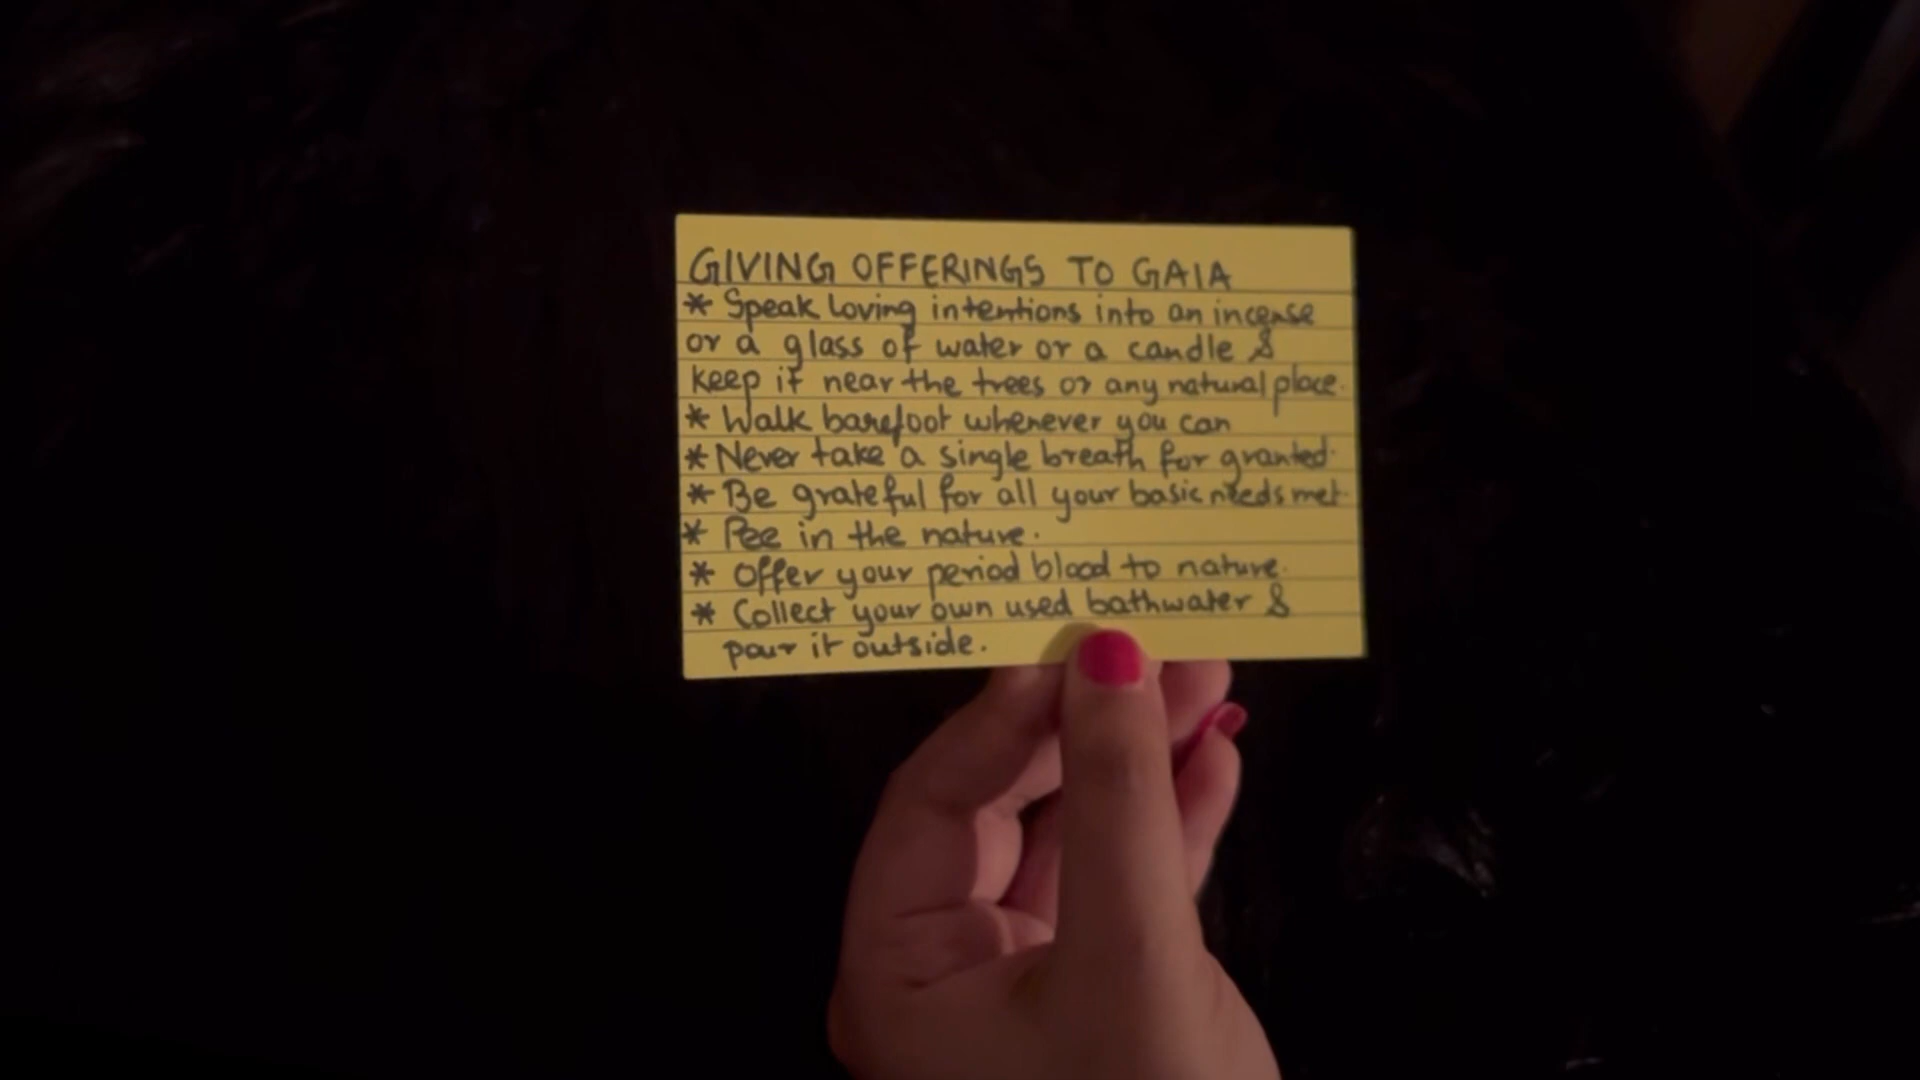 GIVING OFFERINGS TO GAIA
* Speak loving intentions into an incense
or a glass of water or a candle &
keep it near the trees or any natural place.
* Walk barefoot whenever you can
* Never take a single breath for granted.
* Be grateful for all your basic needs met.
* Pee in the nature.
* Offer your period blood to nature.
* Collect your own used bathwater &
pour it outside.